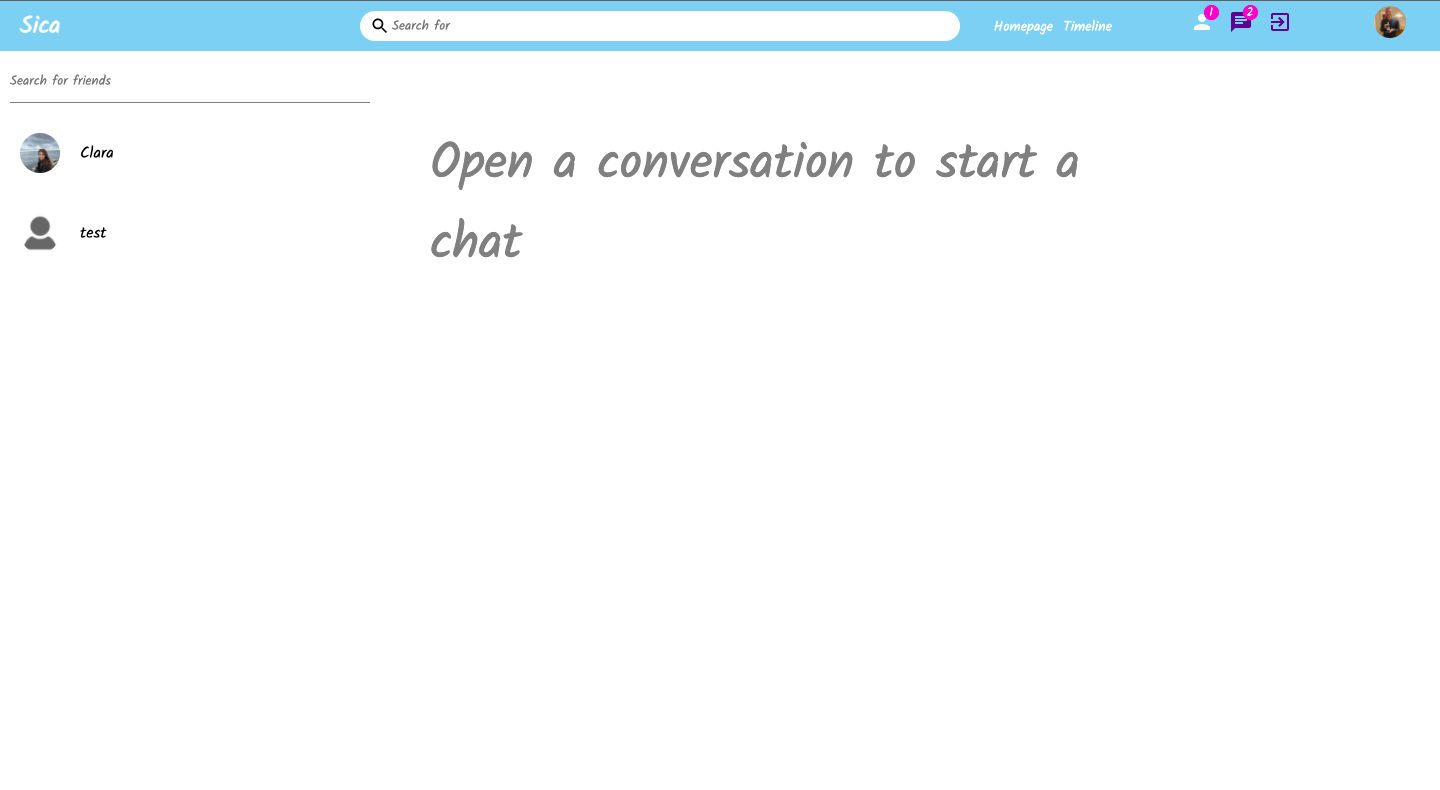 Sica
Search for
Homepage Timeline
1
2
Search for friends
Clara
test
Open a conversation to start a
chat